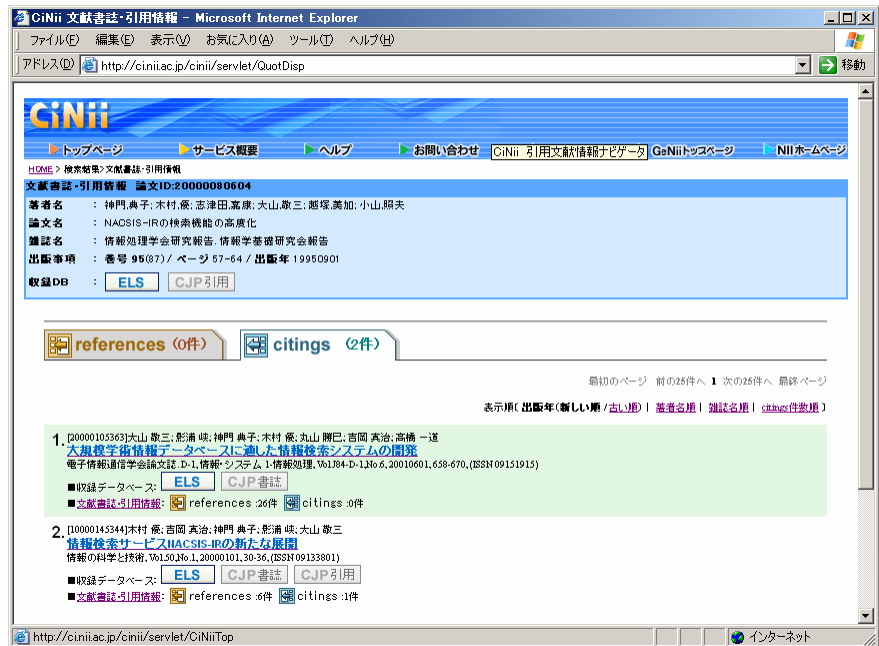 CiNii 文献書誌・引用情報 - Microsoft Internet Explorer
ファイル(F) 編集(E) 表示(V) お気に入り(A) ツール(T) ヘルプ(H)
アドレス(D) http://ci.nii.ac.jp/cinii/servlet/QuotDisp 移動
CiNii
トップページ サービス概要 ヘルプ お問い合わせ CiNii 引用文献情報ナビゲータ GeNiiトップページ NIIホームページ
HOME > 検索結果> 文献書誌・引用情報
文献書誌・引用情報 論文ID:20000080604
著者名 : 神門,典子; 木村,優; 志津田,嘉康; 大山,敬三; 越塚,美加; 小山,照夫
論文名 : NACSIS-IRの検索機能の高度化
雑誌名 : 情報処理学会研究報告. 情報学基礎研究会報告
出版事項 : 巻号 95(87) / ページ 57-64 / 出版年 19950901
収録DB : ELS CJP引用
references (0件) citings (2件)
最初のページ 前の25件へ 1 次の25件へ 最終ページ
表示順[ 出版年(新しい順 / 古い順) | 著者名順 | 雑誌名順 | citings件数順 ]
1. [20000105363]大山 敬三; 影浦 峡; 神門 典子; 木村 優; 丸山 勝巳; 吉岡 真治; 高橋 一道
大規模学術情報データベースに適した情報検索システムの開発
電子情報通信学会論文誌. D-1, 情報・システム 1-情報処理, Vol.J84-D-1,No.6, 20010601, 658-670, (ISSN 09151915)
■収録データベース: ELS CJP書誌
■文献書誌・引用情報: references :26件 citings :0件
2. [10000145344]木村 優; 吉岡 真治; 神門 典子; 影浦 峡; 大山 敬三
情報検索サービスNACSIS-IRの新たな展開
情報の科学と技術, Vol.50,No.1, 20000101, 30-36, (ISSN 09133801)
■収録データベース: ELS CJP書誌 CJP引用
■文献書誌・引用情報: references :6件 citings :1件
http://ci.nii.ac.jp/cinii/servlet/CiNiiTop インターネット